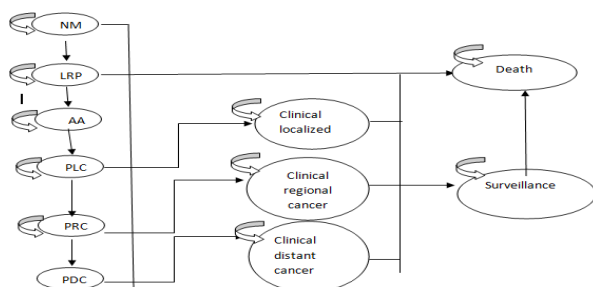 NM
LRP
Death
I
AA
Clinical
localized
PLC
Clinical
regional
cancer
Surveillance
PRC
Clinical
distant
cancer
PDC